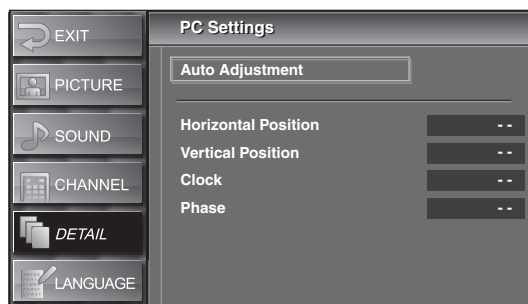 EXIT
PICTURE
SOUND
CHANNEL
DETAIL
LANGUAGE
PC Settings
Auto Adjustment
Horizontal Position - -
Vertical Position - -
Clock - -
Phase - -